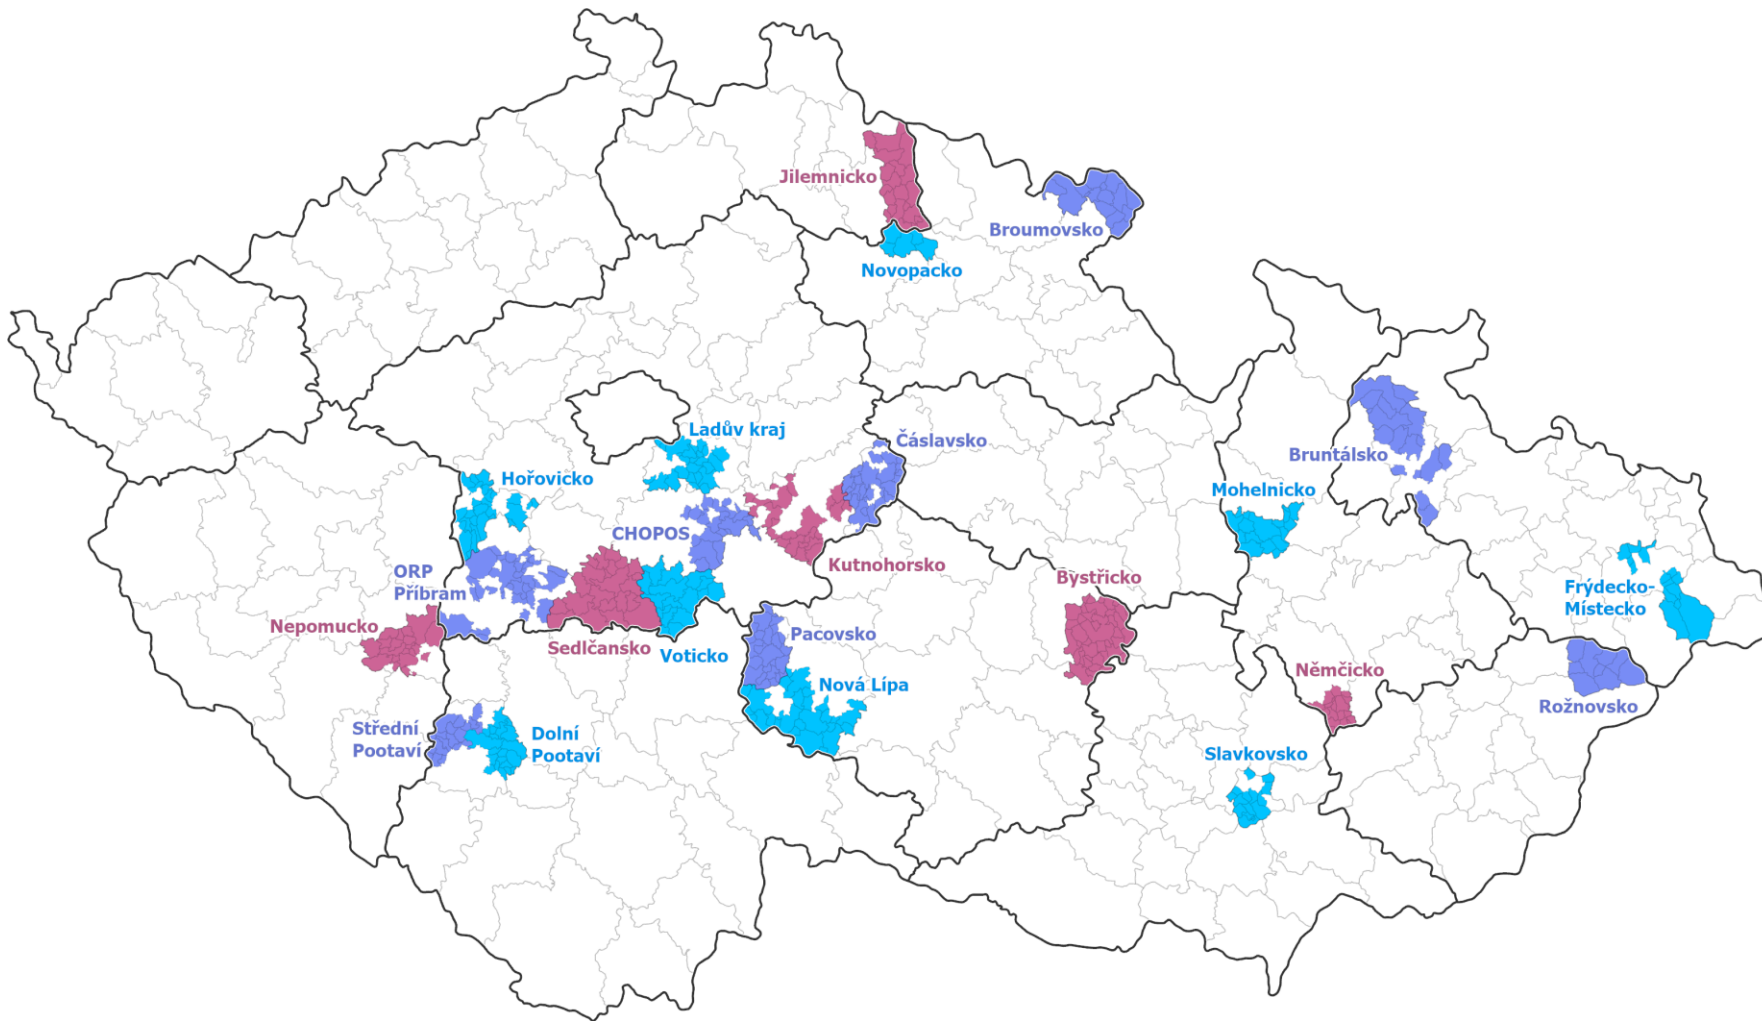 Jilemnicko
Broumovsko
Novopacko
Ladův kraj
Čáslavsko
Hořovicko
Bruntálsko
Mohelnicko
CHOPOS
Kutnohorsko
ORP
Příbram
Bystřicko
Frýdecko-
Místecko
Nepomucko
Sedlčansko
Voticko
Pacovsko
Němčicko
Nová Lípa
Rožnovsko
Střední
Pootaví
Dolní
Pootaví
Slavkovsko